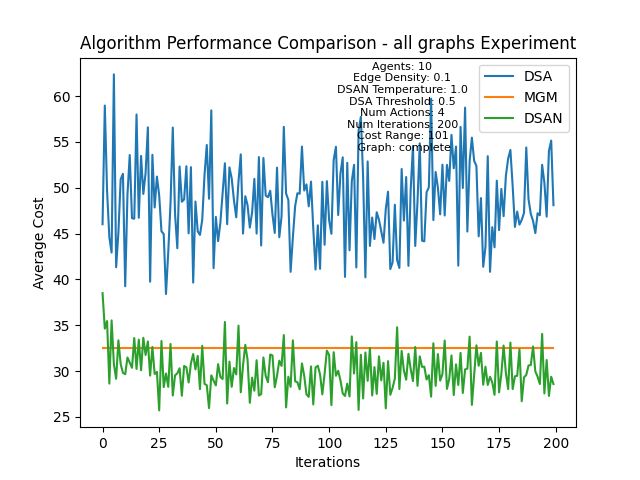 Algorithm Performance Comparison - all graphs Experiment
Agents: 10
Edge Density: 0.1
DSAN Temperature: 1.0
DSA Threshold: 0.5
Num Actions: 4
Num Iterations: 200
Cost Range: 101
Graph: complete
DSA
MGM
DSAN
Average Cost
60
55
50
45
40
35
30
25
0
25
50
75
100
125
150
175
200
Iterations